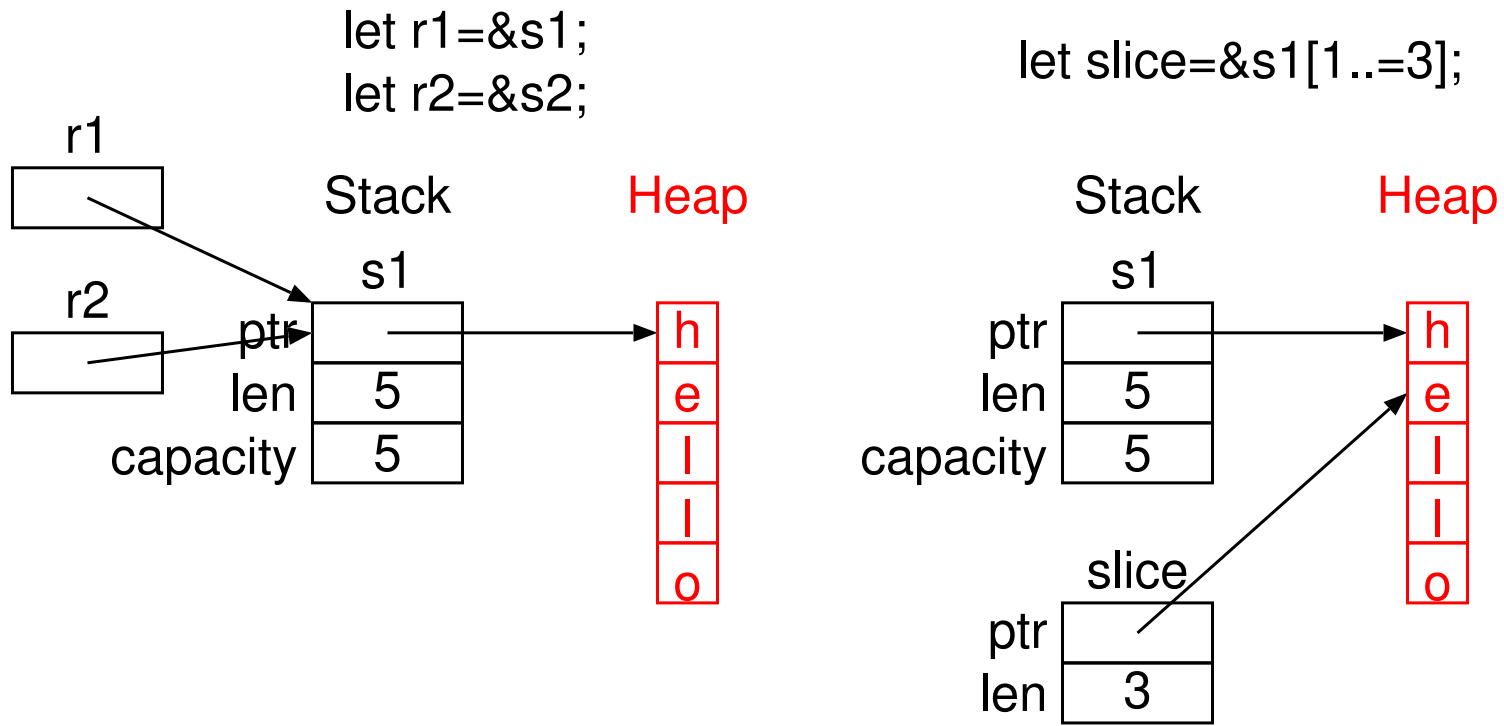 let r1=&s1;
let r2=&s2;
let slice=&s1[1..=3];
r1
Stack
Heap
Stack
Heap
s1
s1
r2
ptr
h
ptr
h
len
5
e
len
5
e
capacity
5
l
capacity
5
l
l
l
o
slice
o
ptr
len
3